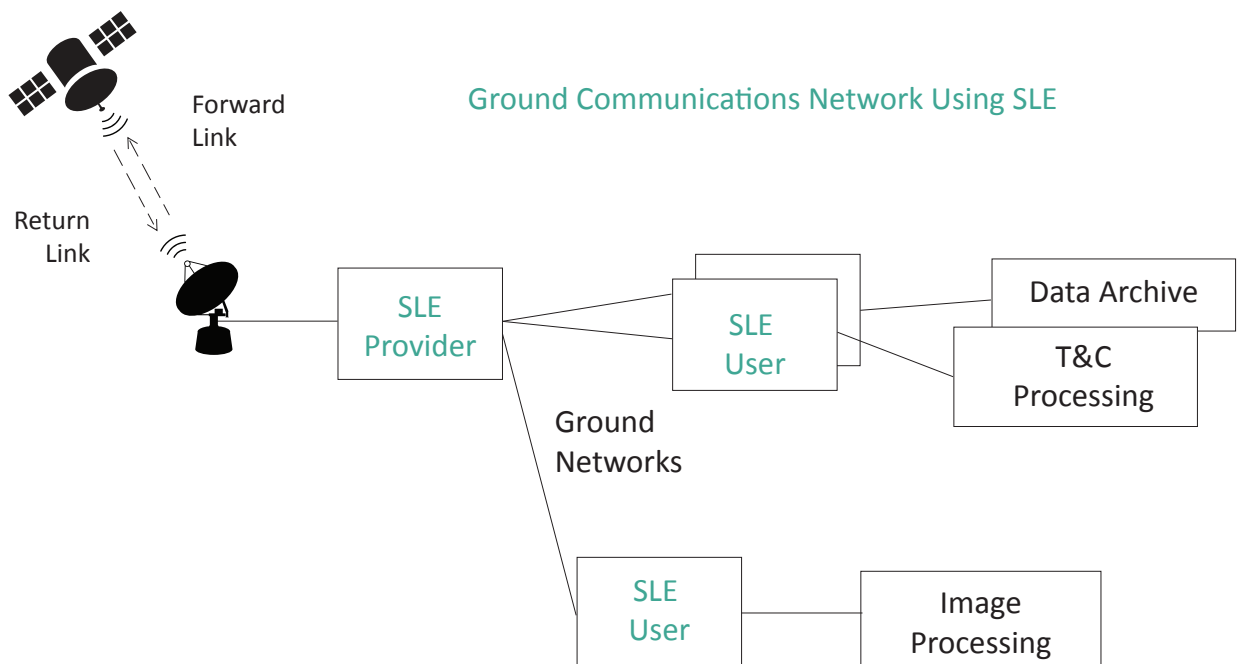 Ground Communications Network Using SLE
Forward
Link
Return
Link
SLE
Provider
SLE
User
Data Archive
T&C
Processing
Ground
Networks
SLE
User
Image
Processing